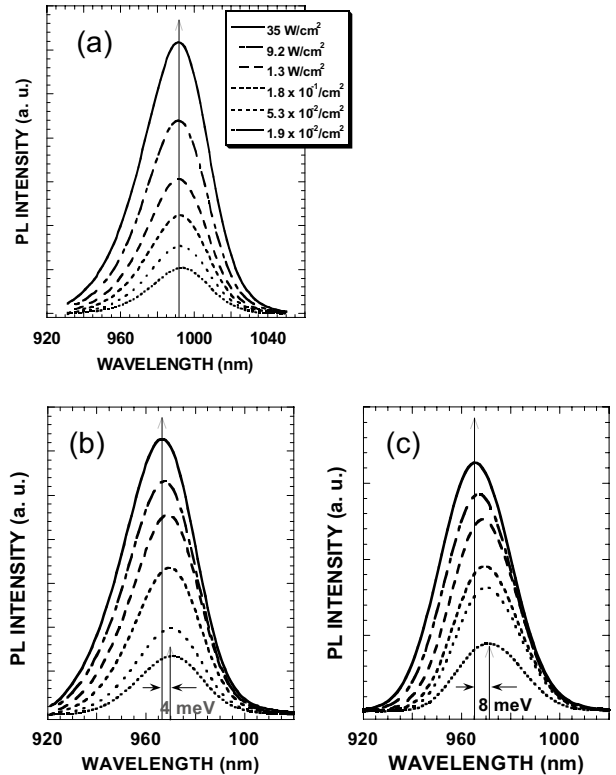 (a)
35 W/cm²
9.2 W/cm²
1.3 W/cm²
1.8 x 10⁻¹/cm²
5.3 x 10⁻²/cm²
1.9 x 10⁻²/cm²
PL INTENSITY (a. u.)
920 960 1000 1040
WAVELENGTH (nm)
(b)
PL INTENSITY (a. u.)
4 meV
920 960 100
WAVELENGTH (nm)
(c)
PL INTENSITY (a. u.)
8 meV
920 960 1000
WAVELENGTH (nm)